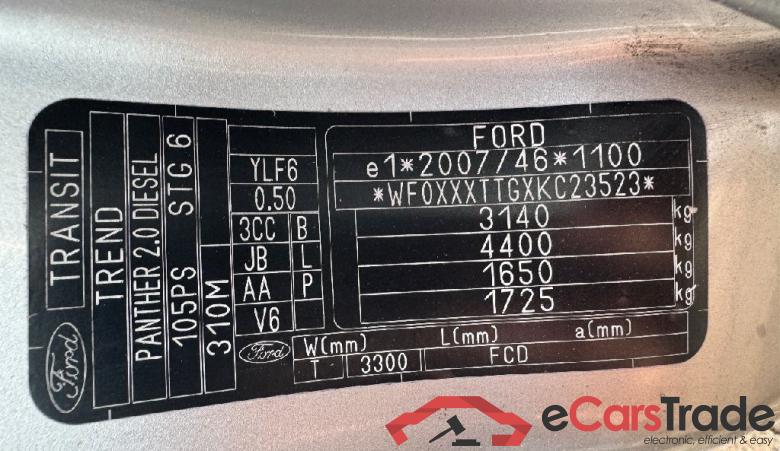 TRANSIT
TREND
PANTHER 2.0 DIESEL
105PS STG 6
310M
YLF6
0.50
3CC B
JB L
AA P
V6
FORD
e1*2007/46*1100
*WF0XXXTTGXKC23523*
3140 kg
4400 kg
1650 kg
1725 kg
Ford
Ford
W(mm) L(mm) a(mm)
T 3300 FCD
eCarsTrade
electronic, efficient & easy